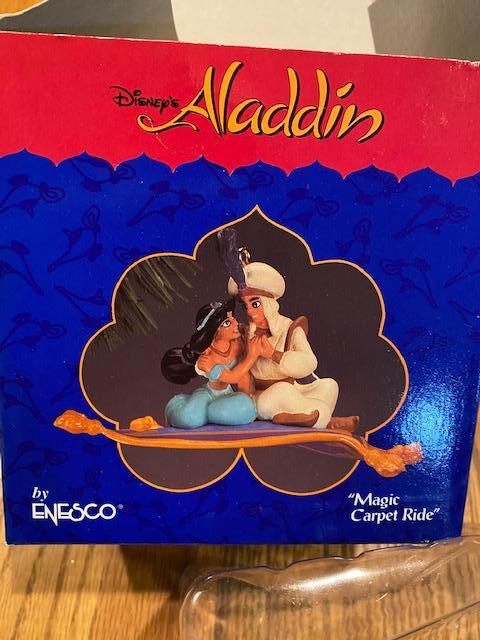 Disney's Aladdin
by
ENESCO®
"Magic
Carpet Ride"